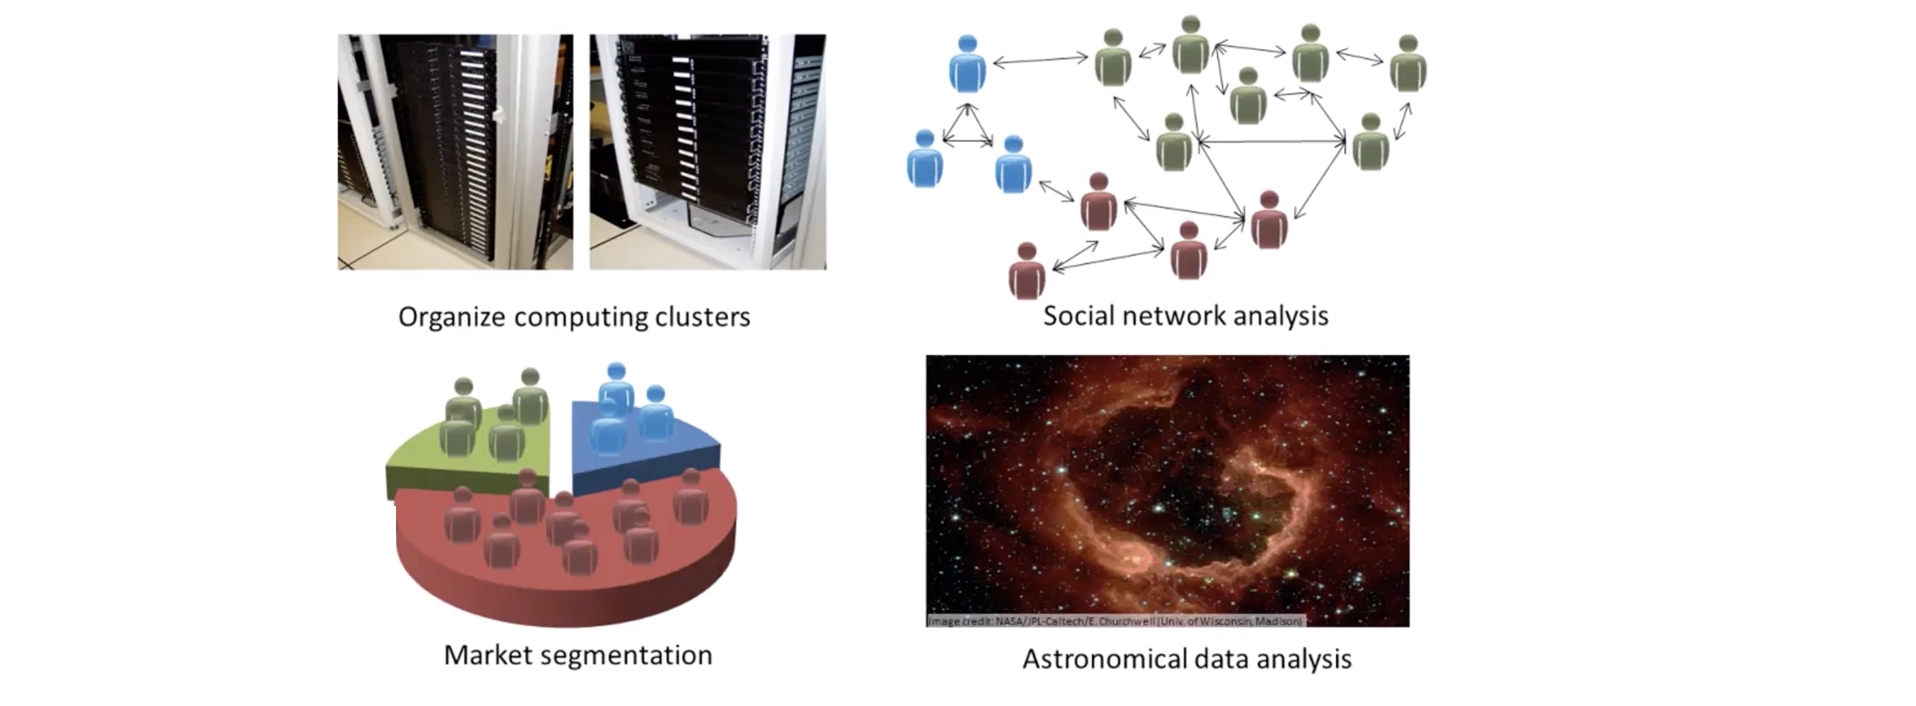 Organize computing clusters
Social network analysis
Image credit: NASA/JPL-Caltech/E. Churchwell (Univ. of Wisconsin, Madison)
Market segmentation
Astronomical data analysis